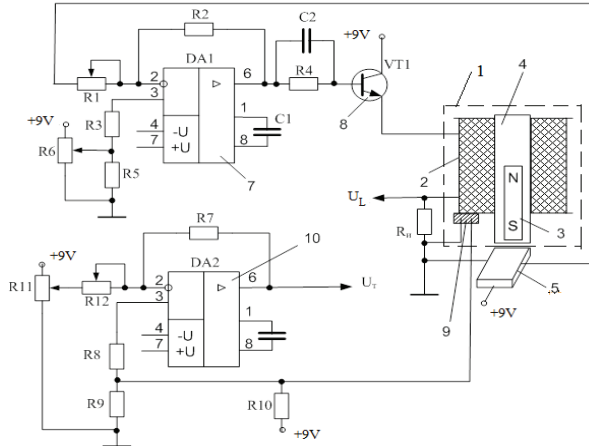 R2
C2
+9V
1
4
DA1
VT1
R1
2
6
R4
3
R3
1
8
+9V
-U
C1
R6
4
+U
7
8
2
R5
7
N
U_L
S
3
R_н
R7
10
DA2
+9V
2
6
U_т
R11
R12
3
9
5
1
+9V
4
-U
7
+U
8
R8
R9
R10
+9V